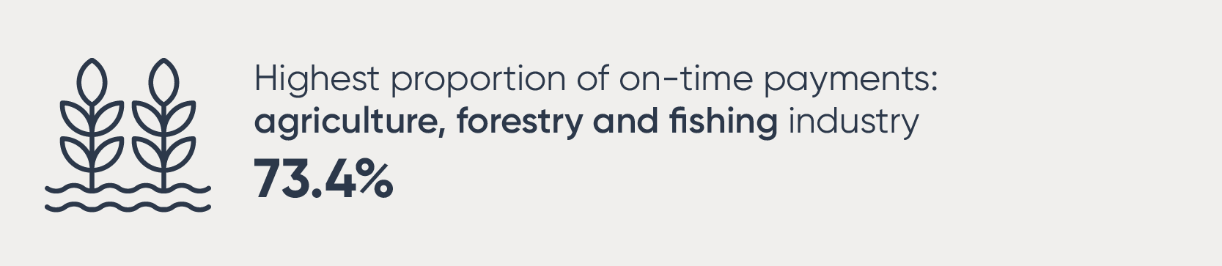 Highest proportion of on-time payments:
agriculture, forestry and fishing industry
73.4%